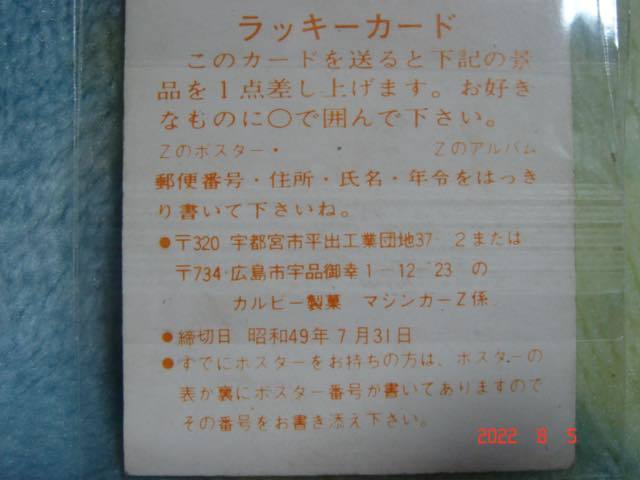 ラッキーカード
このカードを送ると下記の景
品を1点差し上げます。お好き
なものに○で囲んで下さい。
Zのポスター・ Zのアルバム
郵便番号・住所・氏名・年令をはっき
り書いて下さいね。
●〒320 宇都宮市平出工業団地37-2または
〒734 広島市宇品御幸1-12-23の
カルビー製菓 マシンカーZ係
●締切日 昭和49年7月31日
●すでにポスターをお持ちの方は、ポスターの
表か裏にポスター番号が書いてありますので
その番号をお書き添え下さい。
2022 8 5